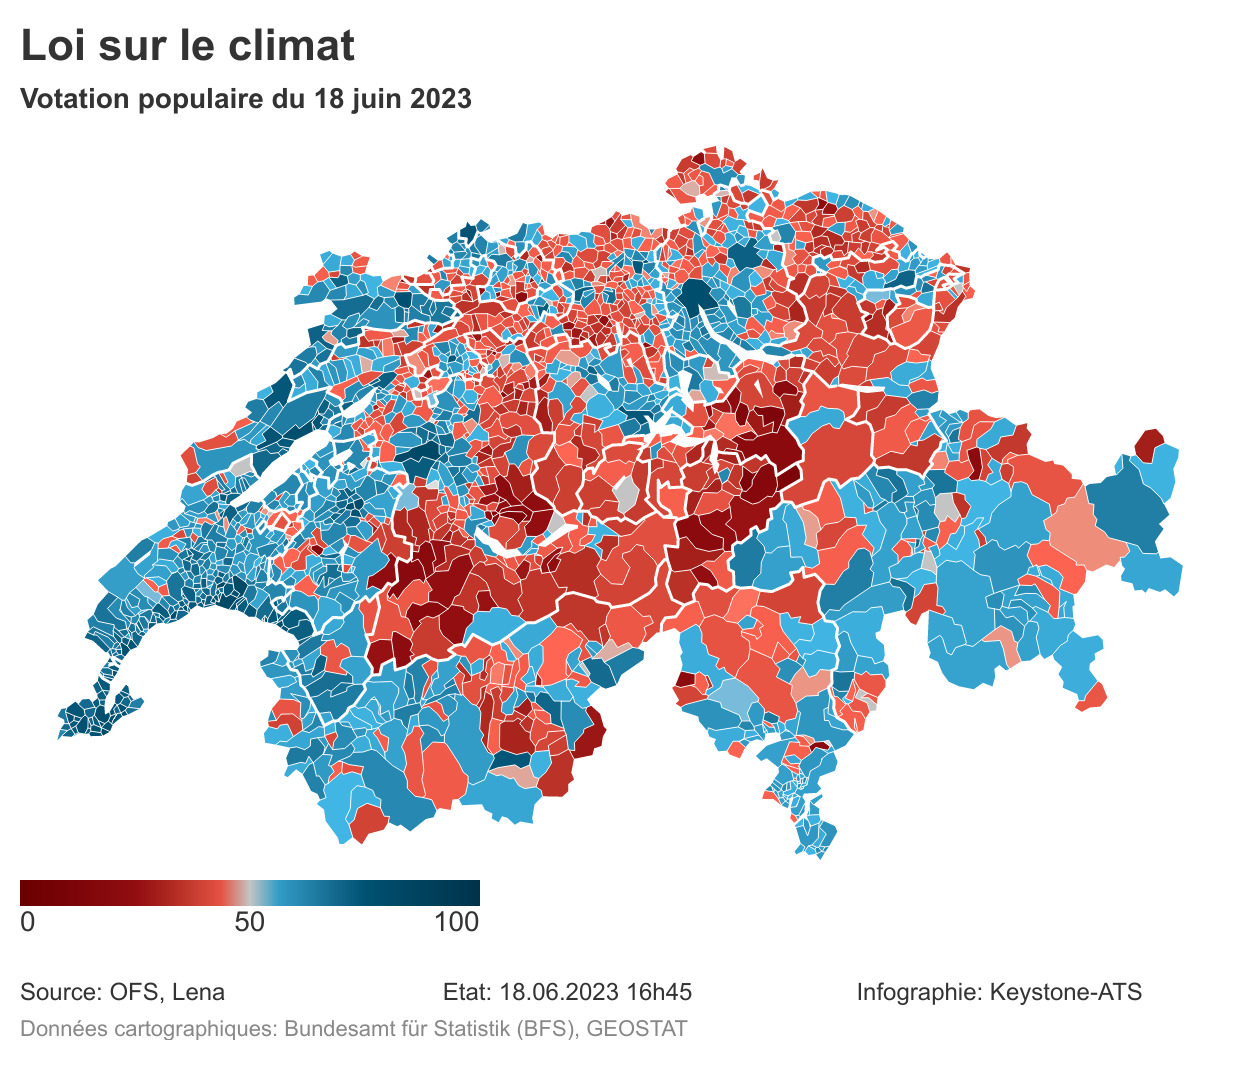 Loi sur le climat
Votation populaire du 18 juin 2023
0 50 100
Source: OFS, Lena Etat: 18.06.2023 16h45 Infographie: Keystone-ATS
Données cartographiques: Bundesamt für Statistik (BFS), GEOSTAT